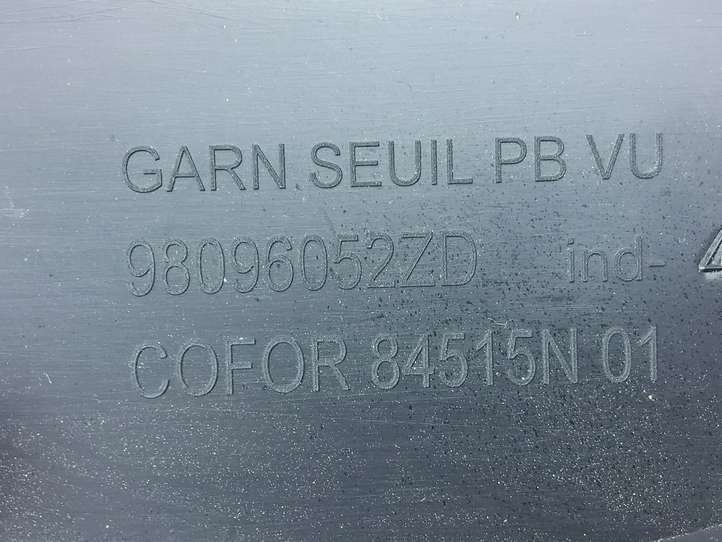 GARN. SEUIL PB VU
98096052ZD ind-
COFOR 84515N 01